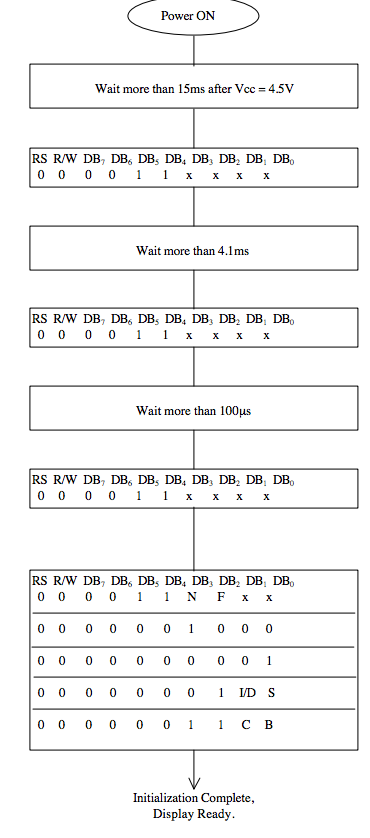 Power ON
Wait more than 15ms after Vcc = 4.5V
RS R/W DB₇ DB₆ DB₅ DB₄ DB₃ DB₂ DB₁ DB₀
0 0 0 0 1 1 x x x x
Wait more than 4.1ms
RS R/W DB₇ DB₆ DB₅ DB₄ DB₃ DB₂ DB₁ DB₀
0 0 0 0 1 1 x x x x
Wait more than 100µs
RS R/W DB₇ DB₆ DB₅ DB₄ DB₃ DB₂ DB₁ DB₀
0 0 0 0 1 1 x x x x
RS R/W DB₇ DB₆ DB₅ DB₄ DB₃ DB₂ DB₁ DB₀
0 0 0 0 1 1 N F x x
0 0 0 0 0 0 1 0 0 0
0 0 0 0 0 0 0 0 0 1
0 0 0 0 0 0 0 1 I/D S
0 0 0 0 0 0 1 1 C B
Initialization Complete,
Display Ready.